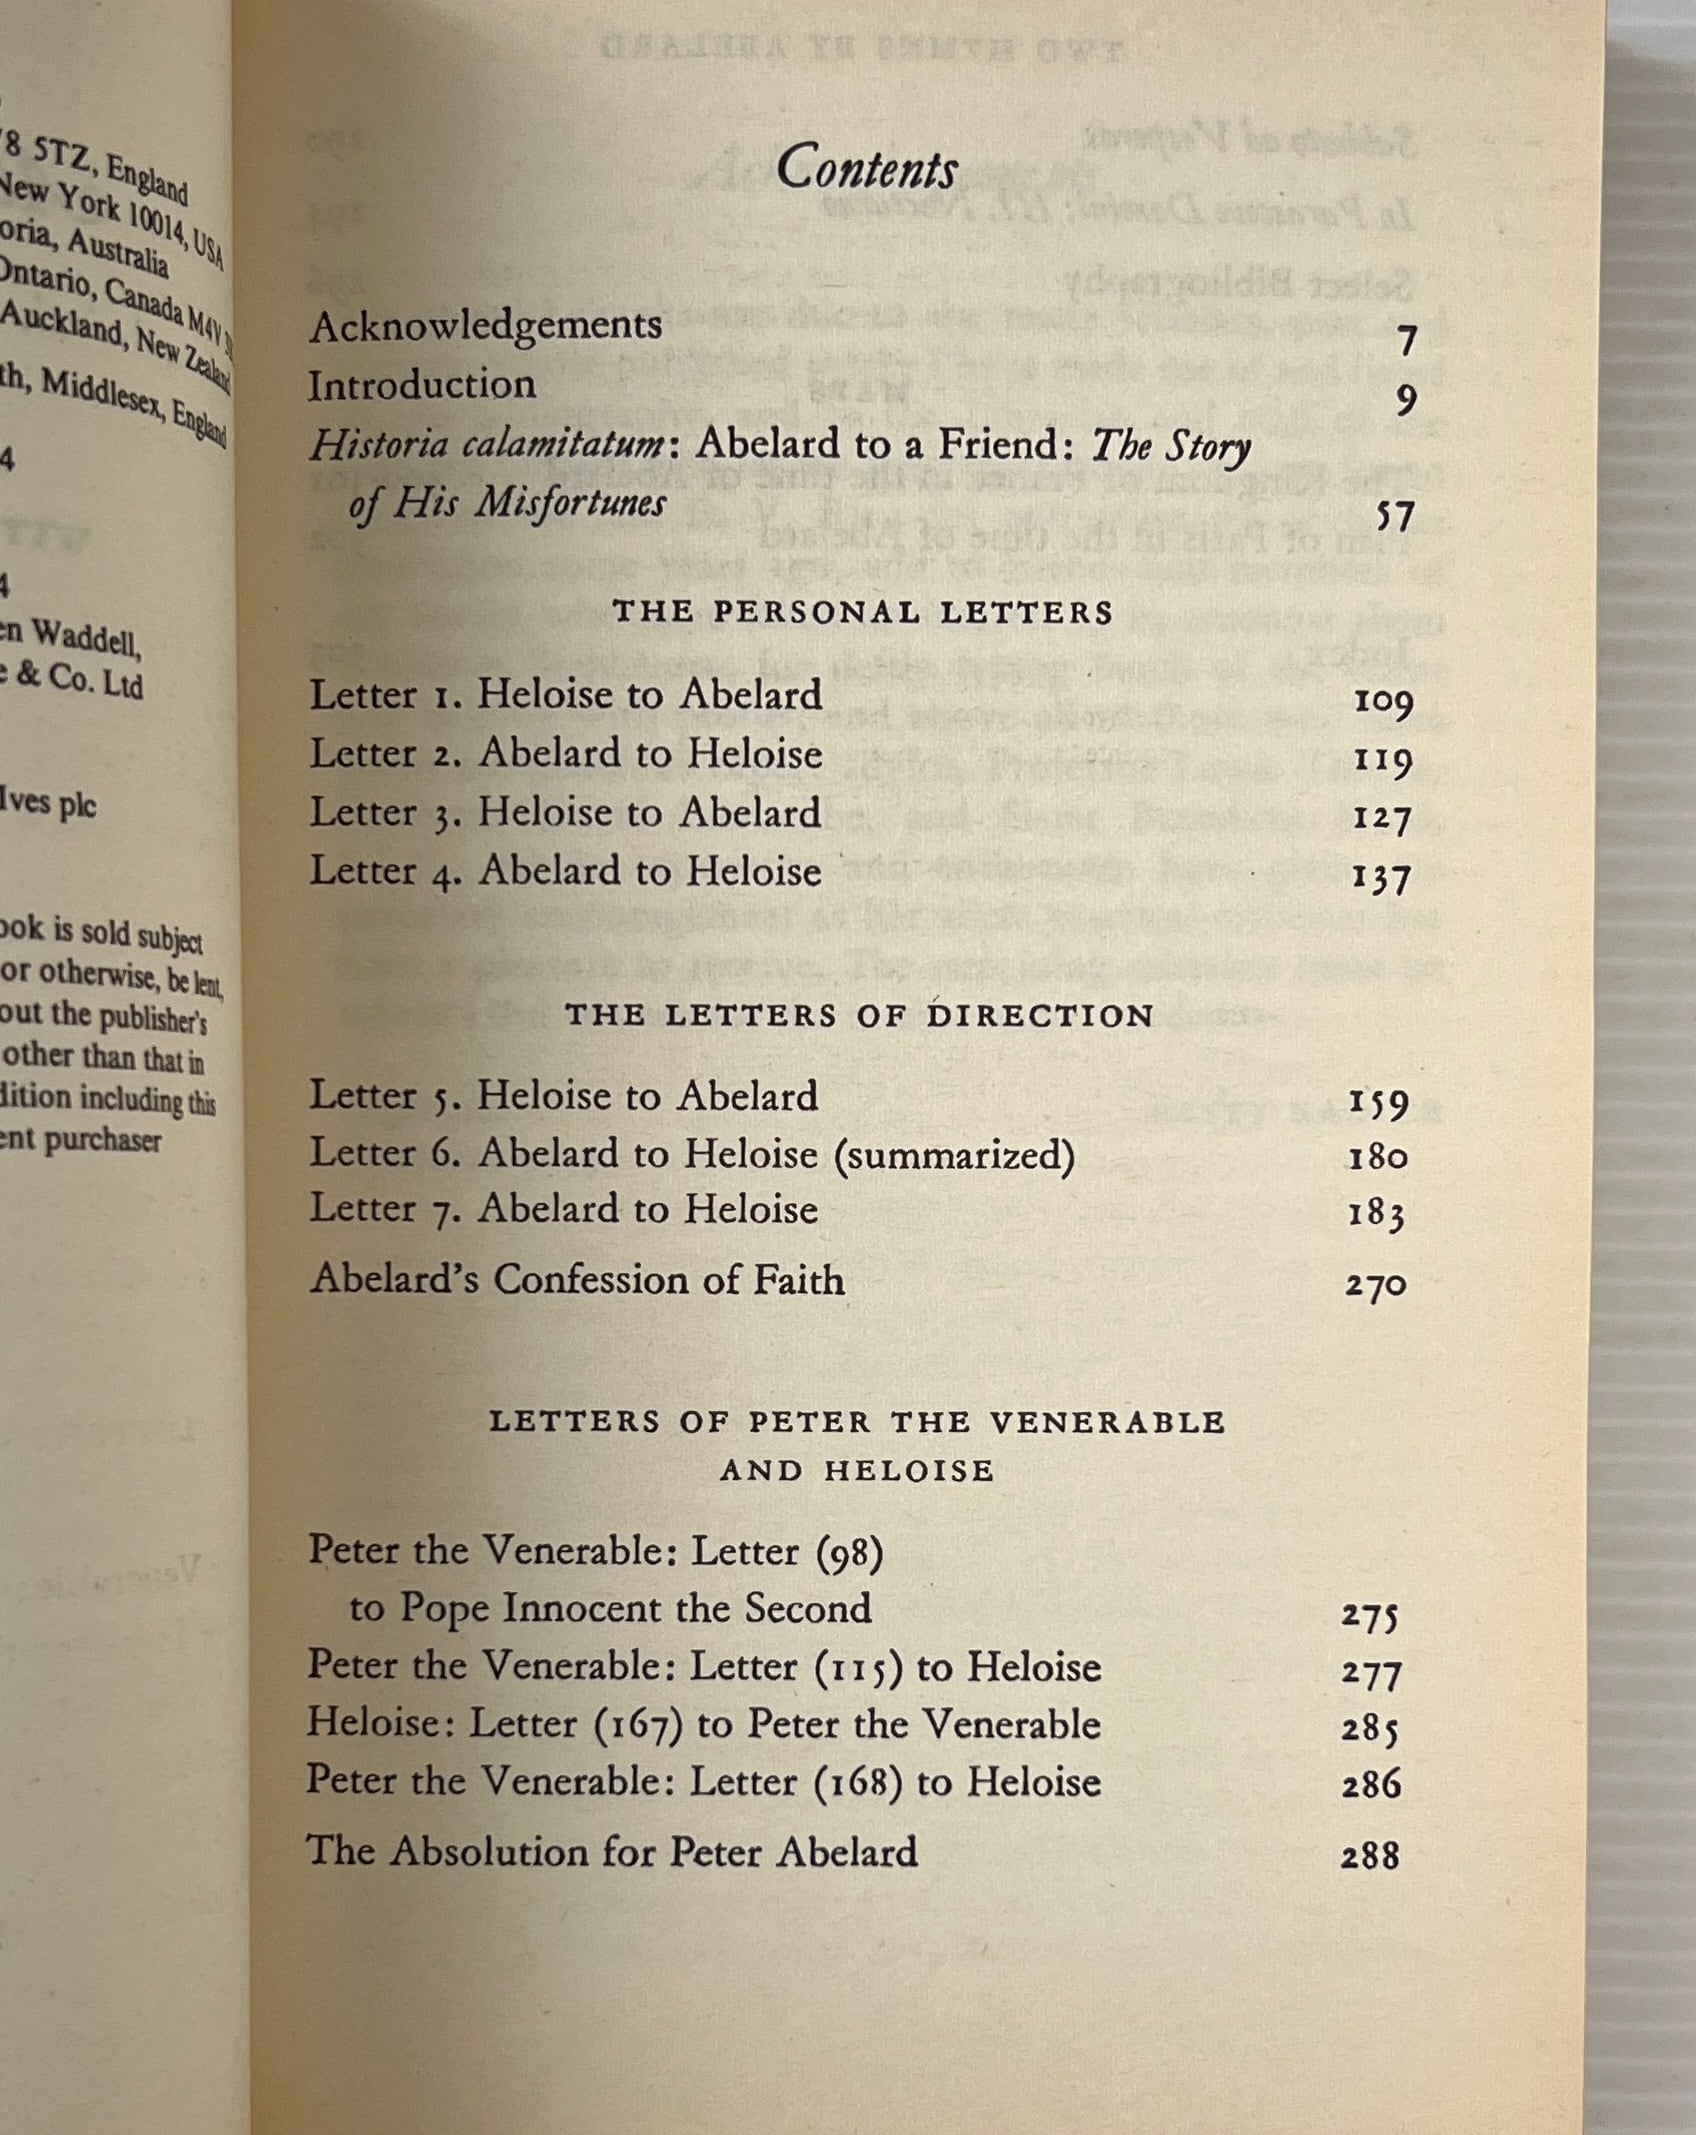 8 5TZ, England
New York 10014, USA
oria, Australia
Ontario, Canada M4V
Auckland, New Zealand
th, Middlesex, England
4
4
en Waddell,
e & Co. Ltd
Ives plc
ook is sold subject
or otherwise, be lent,
out the publisher's
other than that in
dition including this
ent purchaser
Contents
Acknowledgements 7
Introduction 9
Historia calamitatum: Abelard to a Friend: The Story
of His Misfortunes 57
THE PERSONAL LETTERS
Letter 1. Heloise to Abelard 109
Letter 2. Abelard to Heloise 119
Letter 3. Heloise to Abelard 127
Letter 4. Abelard to Heloise 137
THE LETTERS OF DIRECTION
Letter 5. Heloise to Abelard 159
Letter 6. Abelard to Heloise (summarized) 180
Letter 7. Abelard to Heloise 183
Abelard's Confession of Faith 270
LETTERS OF PETER THE VENERABLE
AND HELOISE
Peter the Venerable: Letter (98)
to Pope Innocent the Second 275
Peter the Venerable: Letter (115) to Heloise 277
Heloise: Letter (167) to Peter the Venerable 285
Peter the Venerable: Letter (168) to Heloise 286
The Absolution for Peter Abelard 288